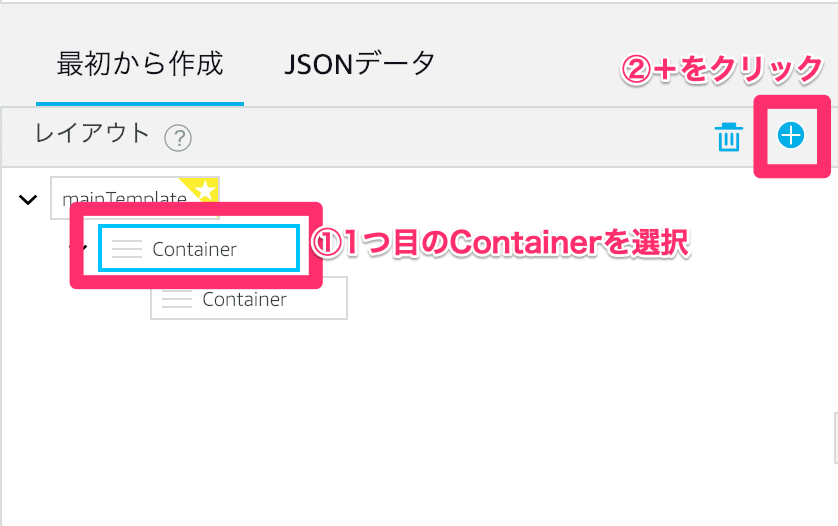 最初から作成 JSONデータ
②＋をクリック
レイアウト ?
mainTemplate
Container
①1つ目のContainerを選択
Container